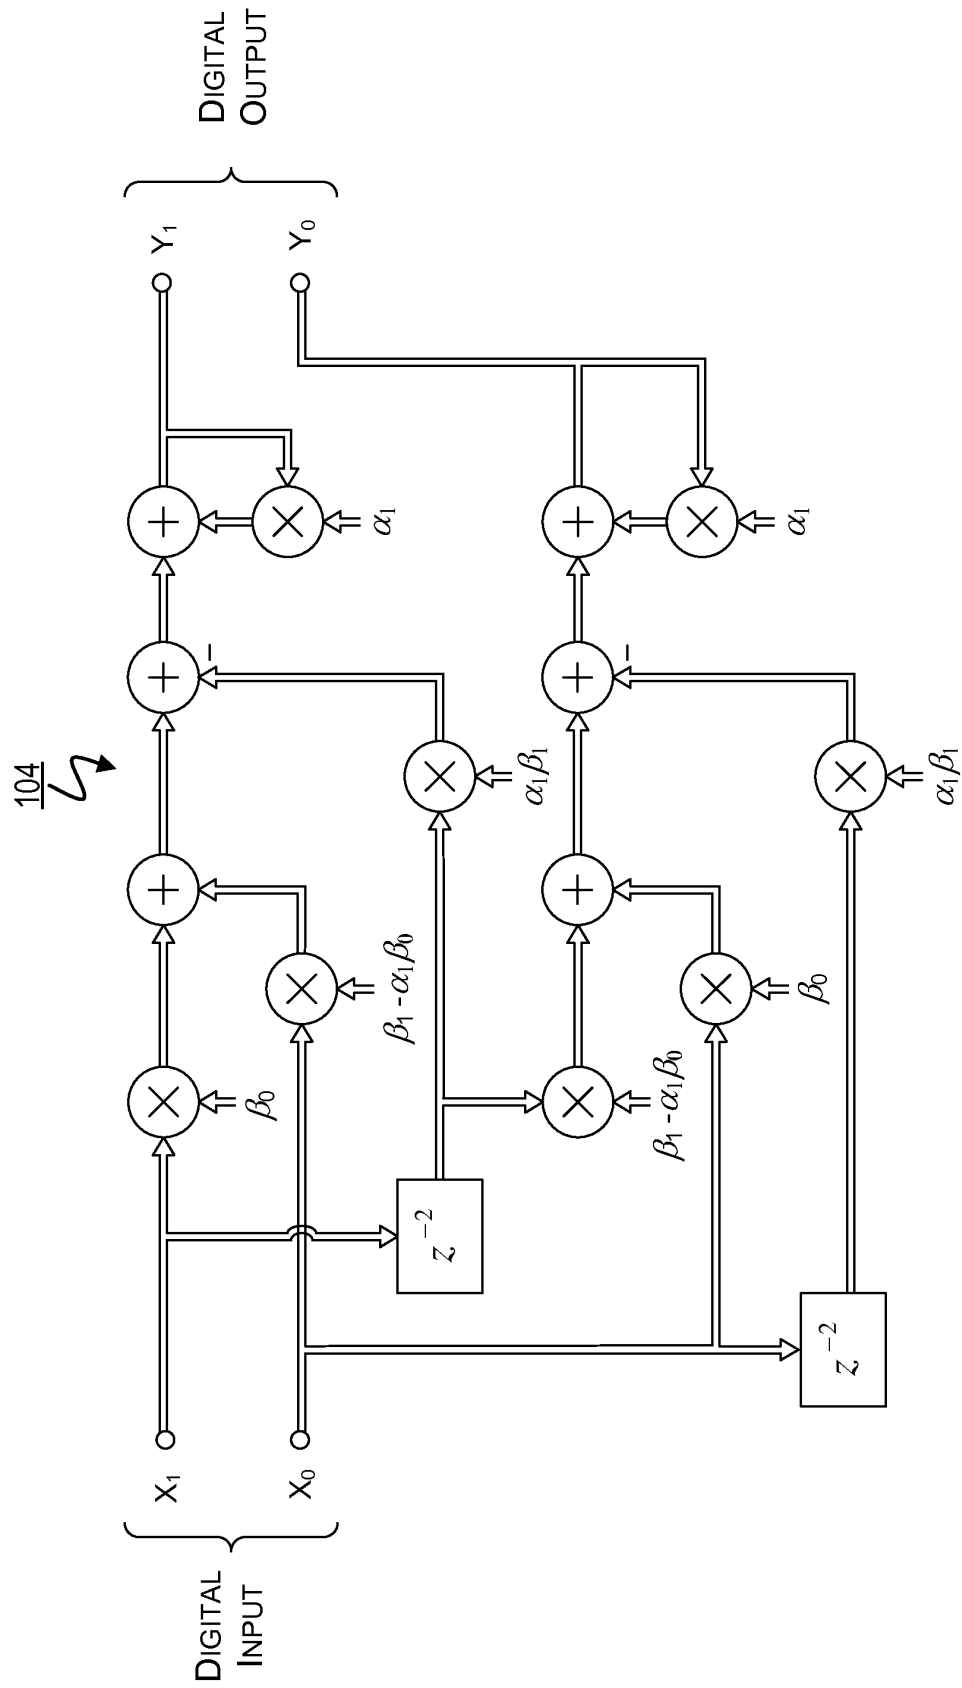 104
DIGITAL
INPUT
X₁
X₀
β₀
β₁ - α₁β₀
z⁻²
α₁β₁
−
α₁
β₁ - α₁β₀
β₀
z⁻²
α₁β₁
−
α₁
Y₁
Y₀
DIGITAL
OUTPUT